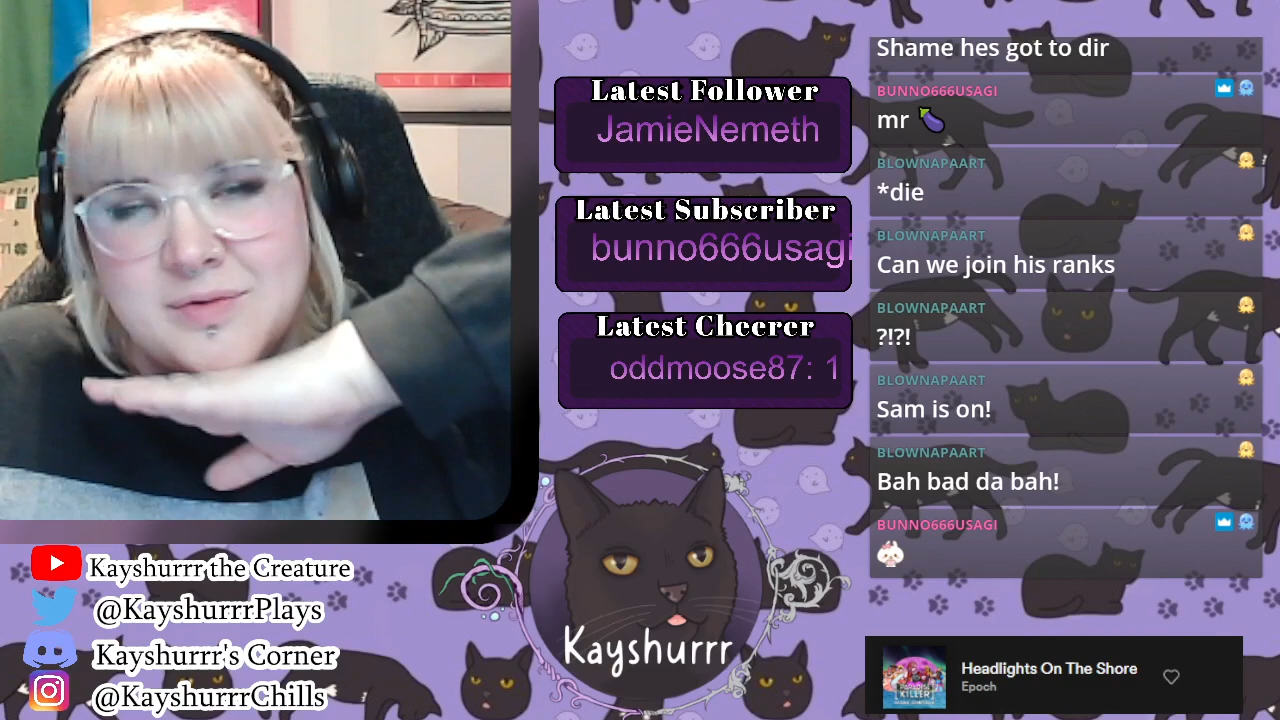 Latest Follower
JamieNemeth
Latest Subscriber
bunno666usagi
Latest Cheerer
oddmoose87: 1
Shame hes got to dir
BUNNO666USAGI
mr
BLOWNAPAART
*die
BLOWNAPAART
Can we join his ranks
BLOWNAPAART
?!?!
BLOWNAPAART
Sam is on!
BLOWNAPAART
Bah bad da bah!
BUNNO666USAGI
Kayshurrr the Creature
@KayshurrrPlays
Kayshurrr's Corner
@KayshurrrChills
Kayshurrr
PARADISE
KILLER
Headlights On The Shore
Epoch